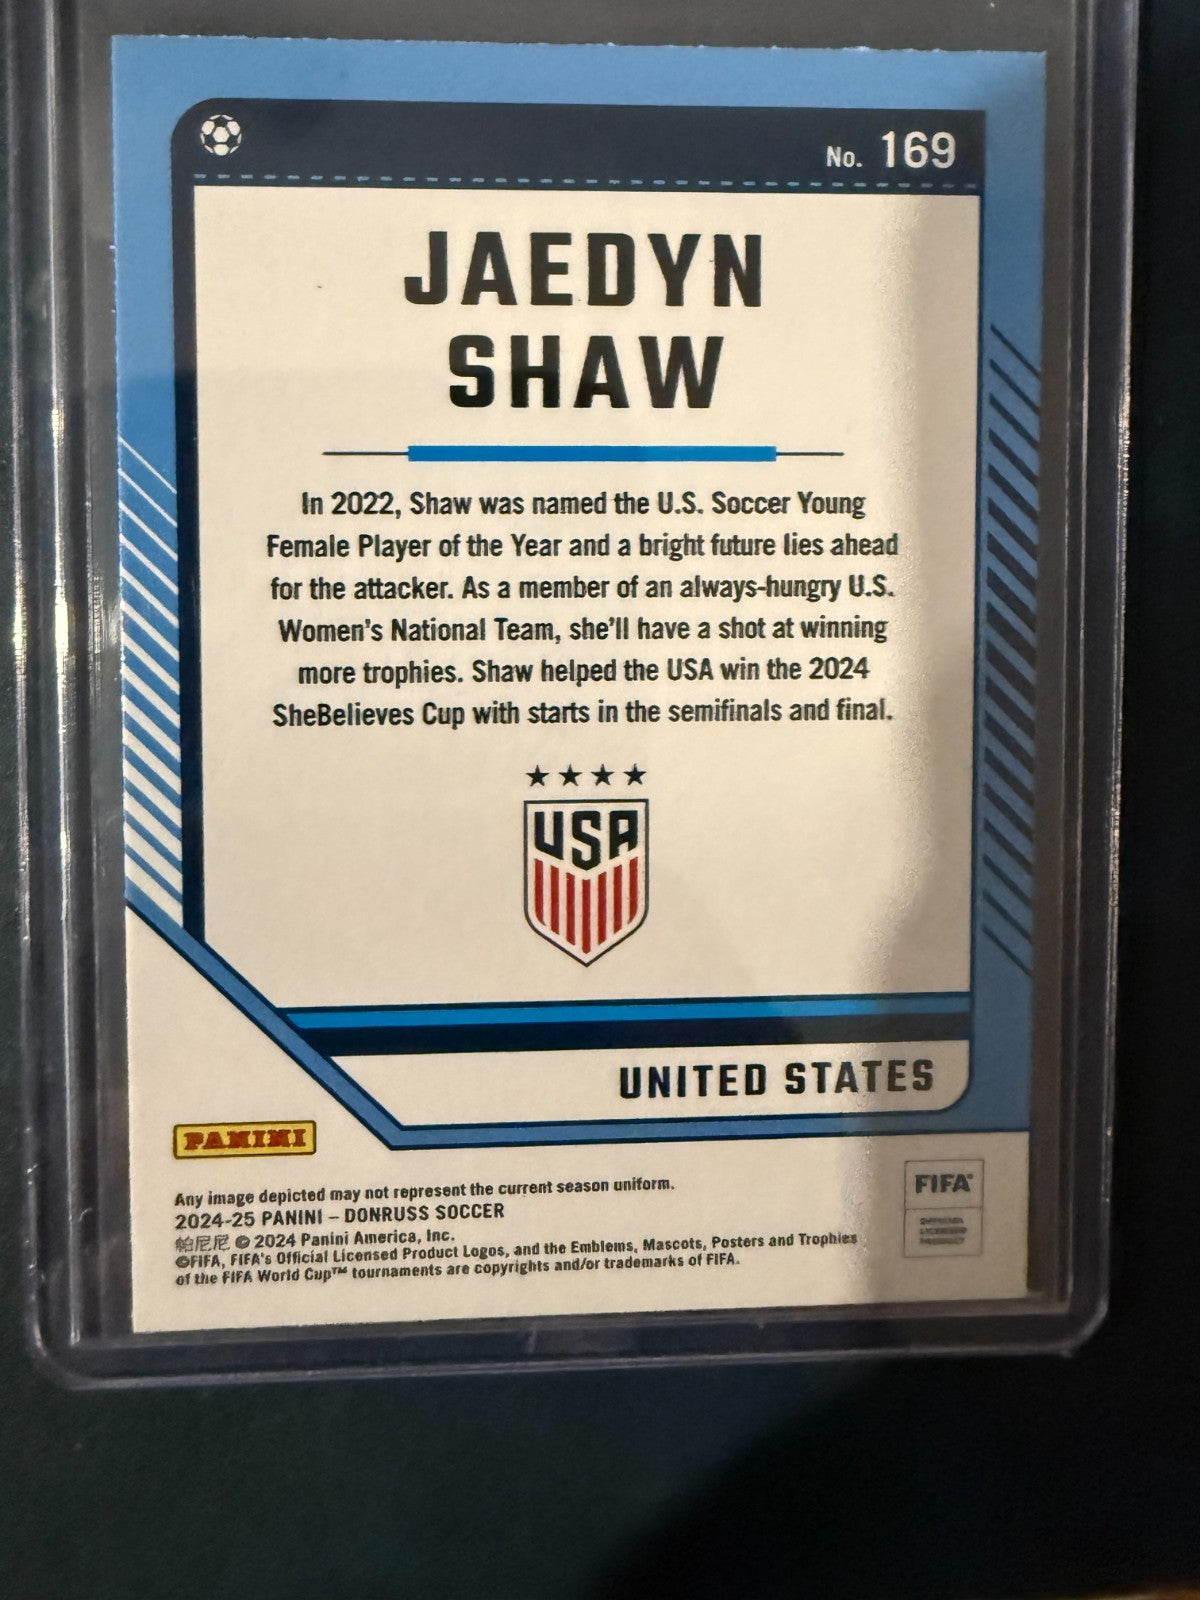 No. 169
JAEDYN
SHAW
In 2022, Shaw was named the U.S. Soccer Young
Female Player of the Year and a bright future lies ahead
for the attacker. As a member of an always-hungry U.S.
Women's National Team, she'll have a shot at winning
more trophies. Shaw helped the USA win the 2024
SheBelieves Cup with starts in the semifinals and final.
USA
UNITED STATES
PANINI
Any image depicted may not represent the current season uniform.
2024-25 PANINI – DONRUSS SOCCER
帕尼尼 © 2024 Panini America, Inc.
©FIFA, FIFA's Official Licensed Product Logos, and the Emblems, Mascots, Posters and Trophies
of the FIFA World Cup™ tournaments are copyrights and/or trademarks of FIFA.
FIFA®
OFFICIAL
LICENSED
PRODUCT